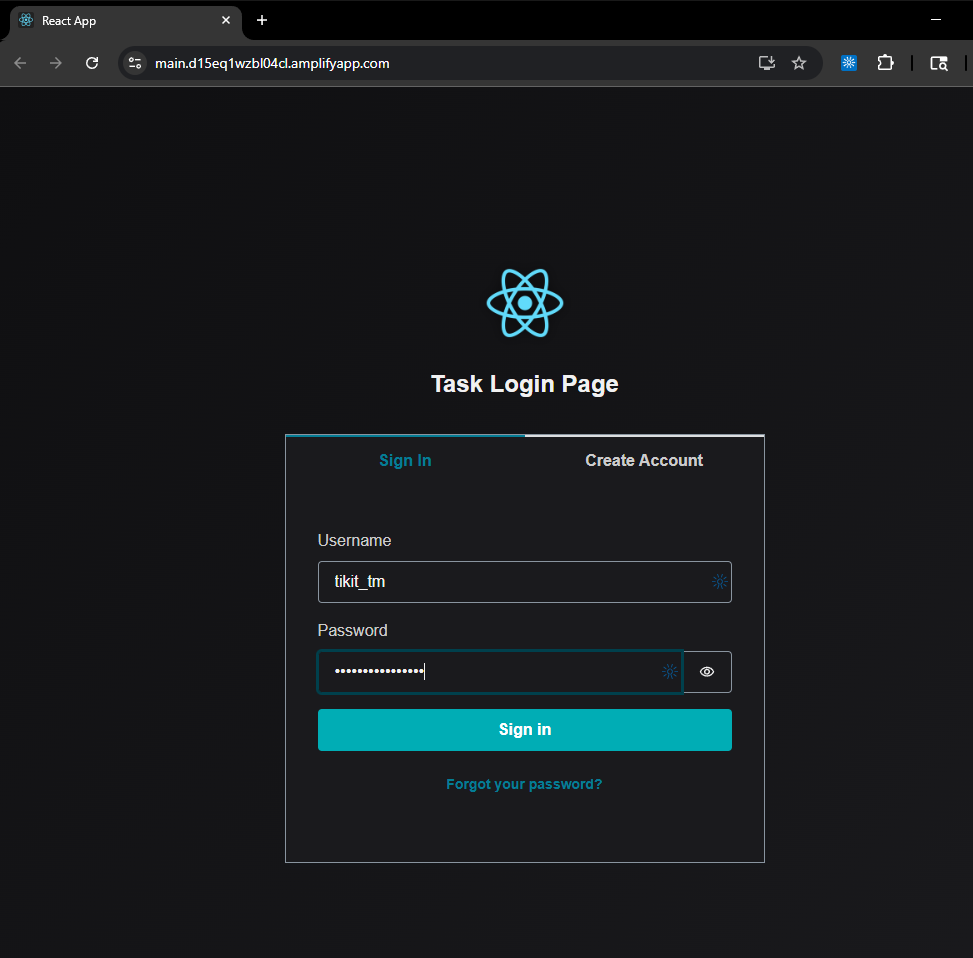 React App
main.d15eq1wzbl04cl.amplifyapp.com
Task Login Page
Sign In
Create Account
Username
tikit_tm
Password
••••••••••••••••
Sign in
Forgot your password?